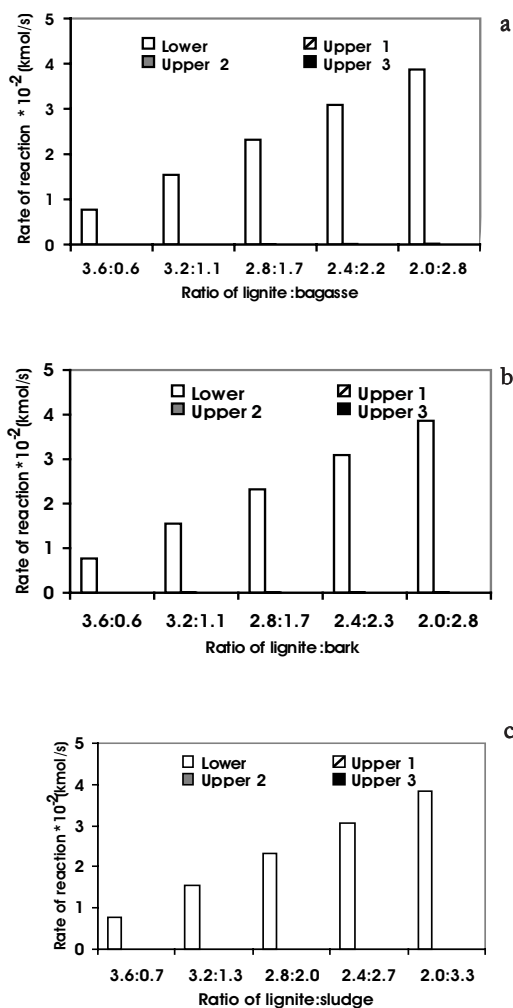 a
5
4
3
2
1
0
Rate of reaction * 10-2 (kmol/s)
Lower Upper 1
Upper 2 Upper 3
3.6:0.6 3.2:1.1 2.8:1.7 2.4:2.2 2.0:2.8
Ratio of lignite:bagasse
b
5
4
3
2
1
0
Rate of reaction *10-2(kmol/s)
Lower Upper 1
Upper 2 Upper 3
3.6:0.6 3.2:1.1 2.8:1.7 2.4:2.3 2.0:2.8
Ratio of lignite:bark
c
5
4
3
2
1
0
Rate of reaction *10-2(kmol/s)
Lower Upper 1
Upper 2 Upper 3
3.6:0.7 3.2:1.3 2.8:2.0 2.4:2.7 2.0:3.3
Ratio of lignite:sludge